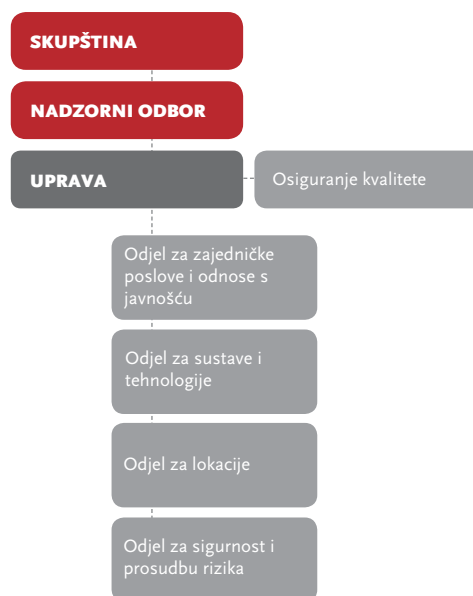 SKUPŠTINA
NADZORNI ODBOR
UPRAVA
Osiguranje kvalitete
Odjel za zajedničke
poslove i odnose s
javnošću
Odjel za sustave i
tehnologije
Odjel za lokacije
Odjel za sigurnost i
prosudbu rizika